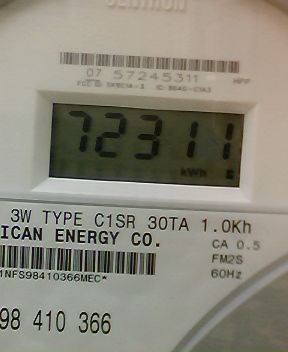 CENTRON
07 57245311
72311
kWh
3W TYPE C1SR 30TA 1.0Kh
ICAN ENERGY CO.
CA 0.5
FM2S
60Hz
1NFS98410366MEC*
98 410 366